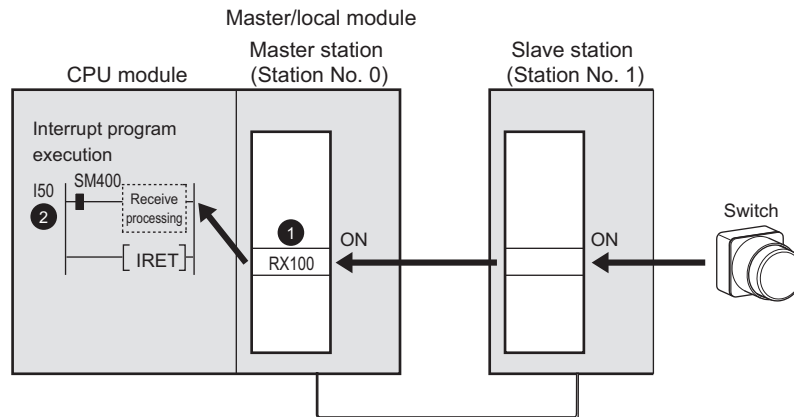 Master/local module
Master station
(Station No. 0)
Slave station
(Station No. 1)
CPU module
Interrupt program
execution
I50
SM400
Receive
processing
2
IRET
1
RX100
ON
ON
Switch